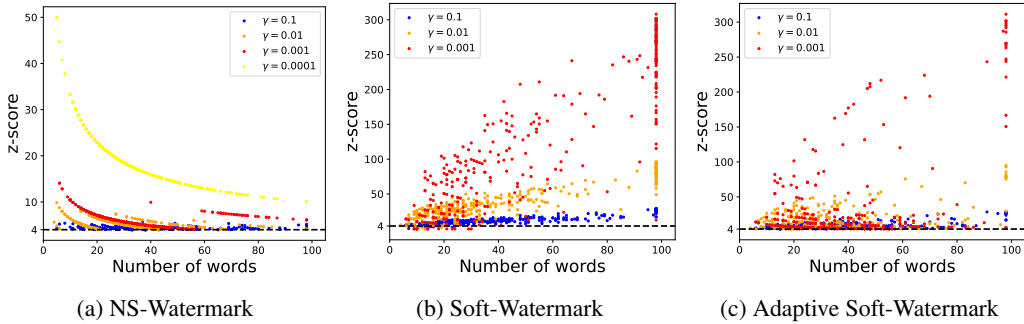 50
40
30
20
10
4
z-score
0
20
40
60
80
100
Number of words
γ = 0.1
γ = 0.01
γ = 0.001
γ = 0.0001
(a) NS-Watermark
300
250
200
150
100
50
4
z-score
0
20
40
60
80
100
Number of words
γ = 0.1
γ = 0.01
γ = 0.001
(b) Soft-Watermark
300
250
200
150
100
50
4
z-score
0
20
40
60
80
100
Number of words
γ = 0.1
γ = 0.01
γ = 0.001
(c) Adaptive Soft-Watermark